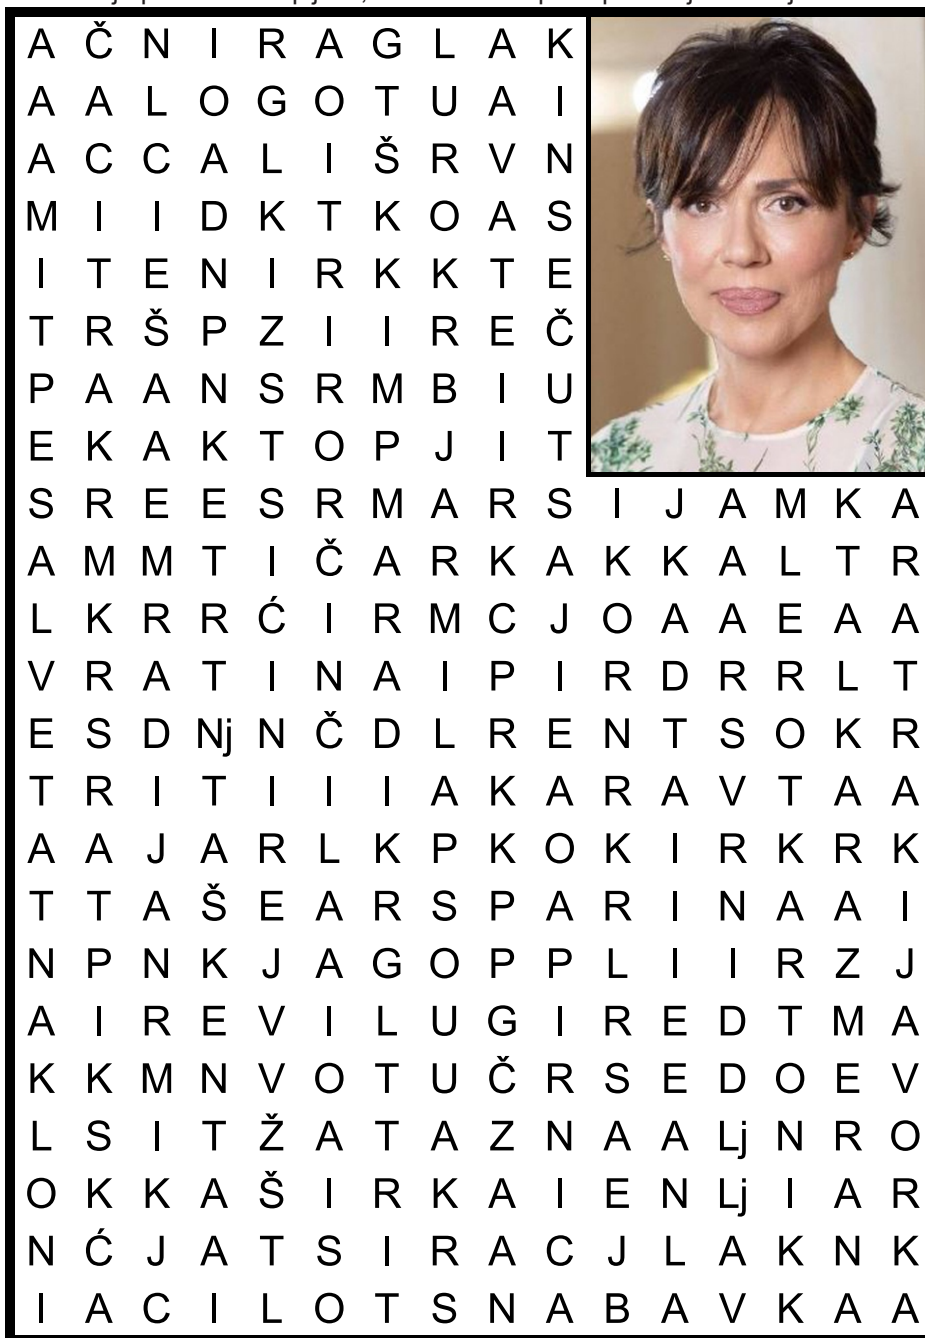 A Č N I R A G L A K
A A L O G O T U A I
A C C A L I Š R V N
M I I D K T K O A S
I T E N I R K K T E
T R Š P Z I I R E Č
P A A N S R M B I U
E K A K T O P J I T
S R E E S R M A R S I J A M K A
A M M T I Č A R K A K K A L T R
L K R R Ć I R M C J O A A E A A
V R A T I N A I P I R D R R L T
E S D Nj N Č D L R E N T S O K R
T R I T I I I A K A R A V T A A
A A J A R L K P K O K I R K R K
T T A Š E A R S P A R I N A A I
N P N K J A G O P P L I I R Z J
A I R E V I L U G I R E D T M A
K K M N V O T U Č R S E D O E V
L S I T Ž A T A Z N A A Lj N R O
O K K A Š I R K A I E N Lj I A R
N Ć J A T S I R A C J L A K N K
I A C I L O T S N A B A V K A A